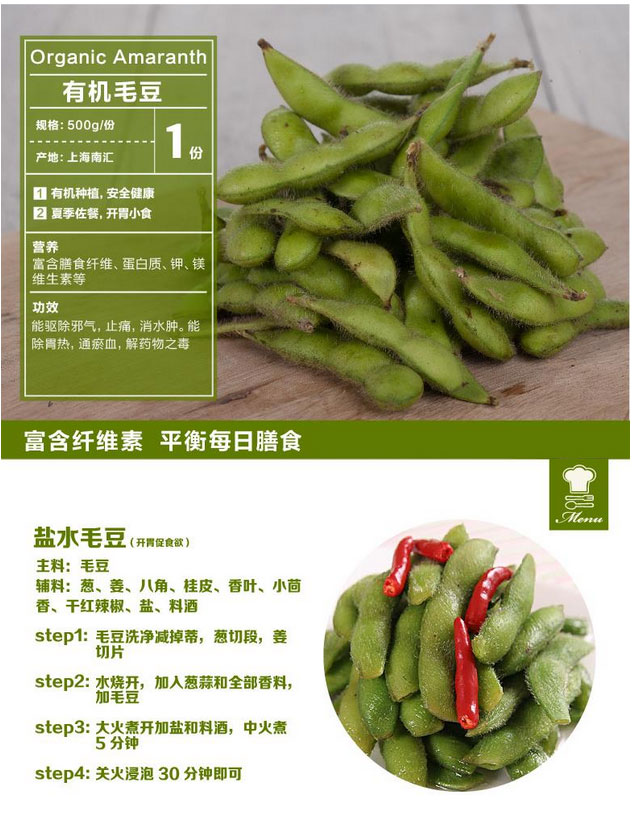 Organic Amaranth
有机毛豆
规格: 500g/份
产地: 上海南汇
1份
1 有机种植, 安全健康
2 夏季佐餐, 开胃小食
营养
富含膳食纤维、蛋白质、钾、镁
维生素等
功效
能驱除邪气, 止痛, 消水肿。能
除胃热, 通瘀血, 解药物之毒
富含纤维素 平衡每日膳食
Menu
盐水毛豆 (开胃促食欲)
主料: 毛豆
辅料: 葱、姜、八角、桂皮、香叶、小茴
香、干红辣椒、盐、料酒
step1: 毛豆洗净减掉蒂, 葱切段, 姜
切片
step2: 水烧开, 加入葱蒜和全部香料,
加毛豆
step3: 大火煮开加盐和料酒, 中火煮
5 分钟
step4: 关火浸泡 30 分钟即可